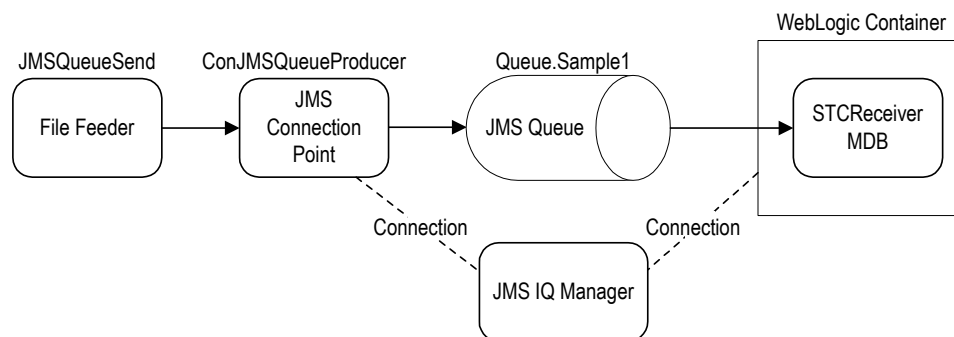 WebLogic Container
JMSQueueSend
ConJMSQueueProducer
Queue.Sample1
File Feeder
JMS
Connection
Point
JMS Queue
STCReceiver
MDB
Connection
Connection
JMS IQ Manager